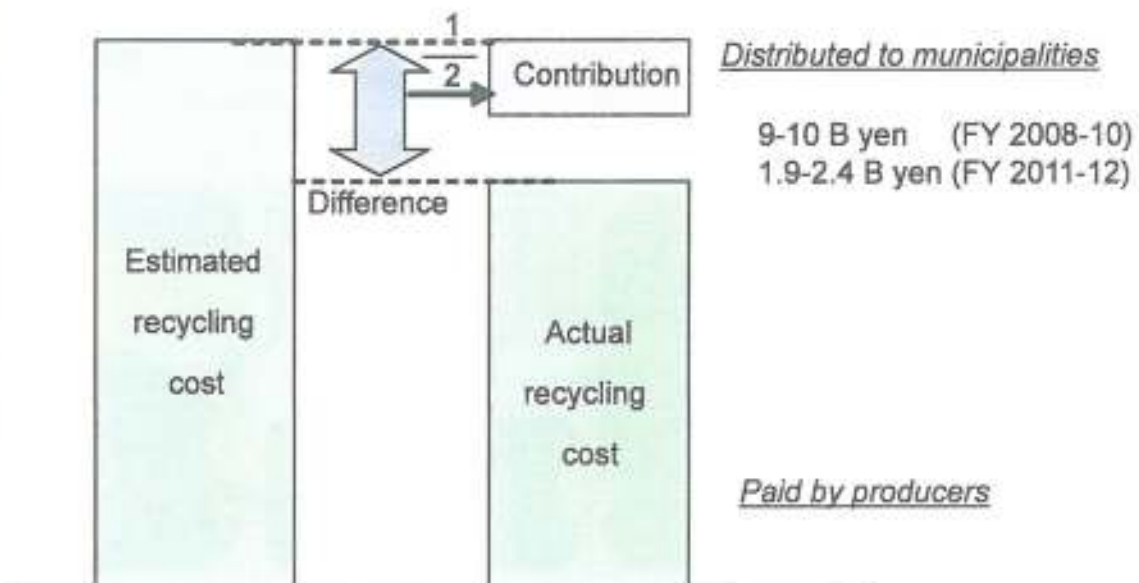 1
2
Contribution
Distributed to municipalities
9-10 B yen (FY 2008-10)
1.9-2.4 B yen (FY 2011-12)
Difference
Estimated
recycling
cost
Actual
recycling
cost
Paid by producers